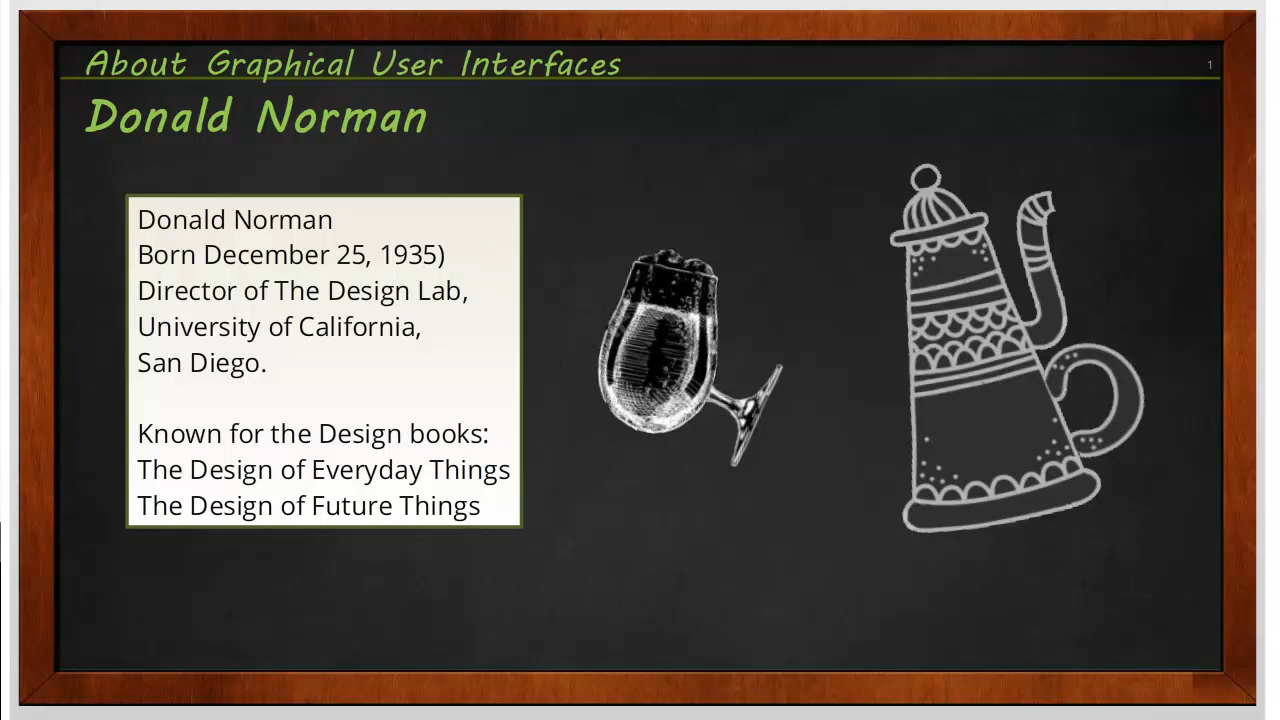 About Graphical User Interfaces
1
Donald Norman
Donald Norman
Born December 25, 1935)
Director of The Design Lab,
University of California,
San Diego.
Known for the Design books:
The Design of Everyday Things
The Design of Future Things